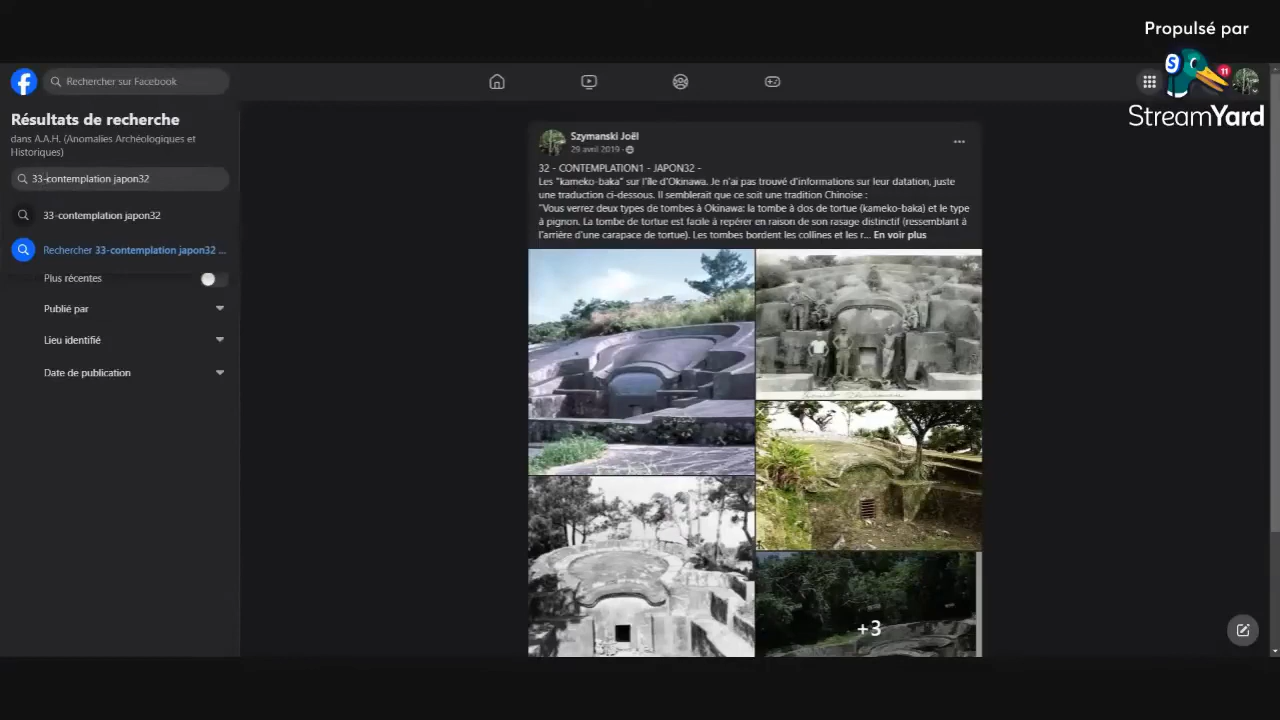 Propulsé par
StreamYard
11
Rechercher sur Facebook
Résultats de recherche
dans A.A.H. (Anomalies Archéologiques et
Historiques)
33-contemplation japon32
33-contemplation japon32
Rechercher 33-contemplation japon32 ...
Plus récentes
Publié par
Lieu identifié
Date de publication
Szymanski Joël
29 avril 2019
32 - CONTEMPLATION1 - JAPON32 -
Les "kameko-baka" sur l'île d'Okinawa. Je n'ai pas trouvé d'informations sur leur datation, juste
une traduction ci-dessous. Il semblerait que ce soit une tradition Chinoise :
"Vous verrez deux types de tombes à Okinawa: la tombe à dos de tortue (kameko-baka) et le type
à pignon. La tombe de tortue est facile à repérer en raison de son rasage distinctif (ressemblant à
l'arrière d'une carapace de tortue). Les tombes bordent les collines et les r... En voir plus
+3